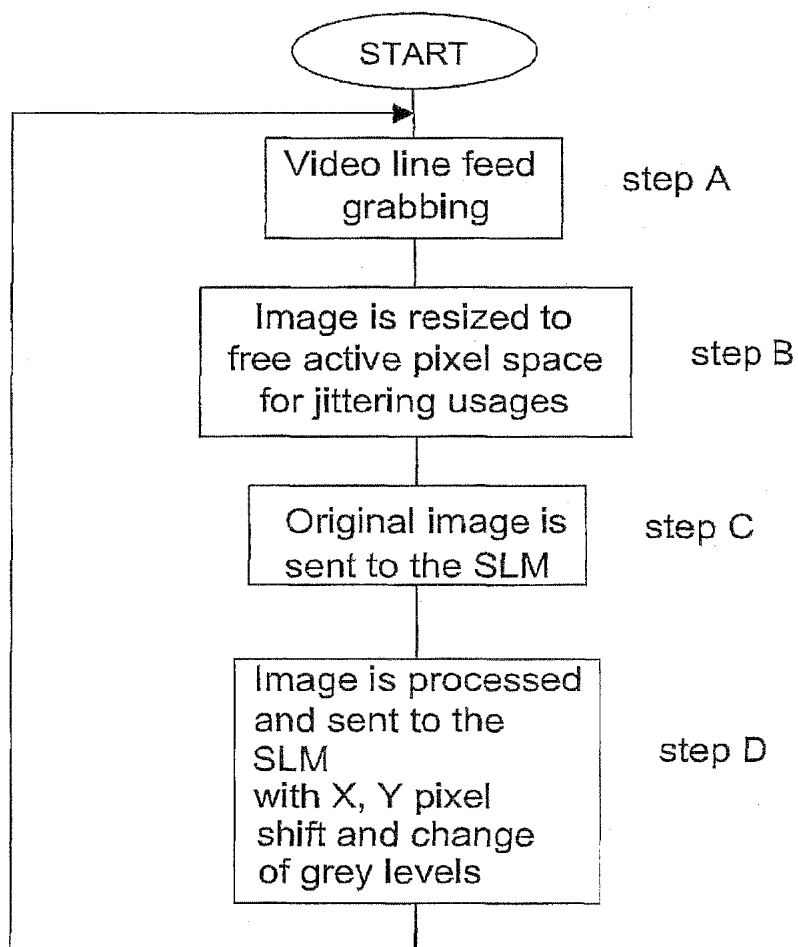 START
Video line feed
grabbing
step A
Image is resized to
free active pixel space
for jittering usages
step B
Original image is
sent to the SLM
step C
Image is processed
and sent to the
SLM
with X, Y pixel
shift and change
of grey levels
step D